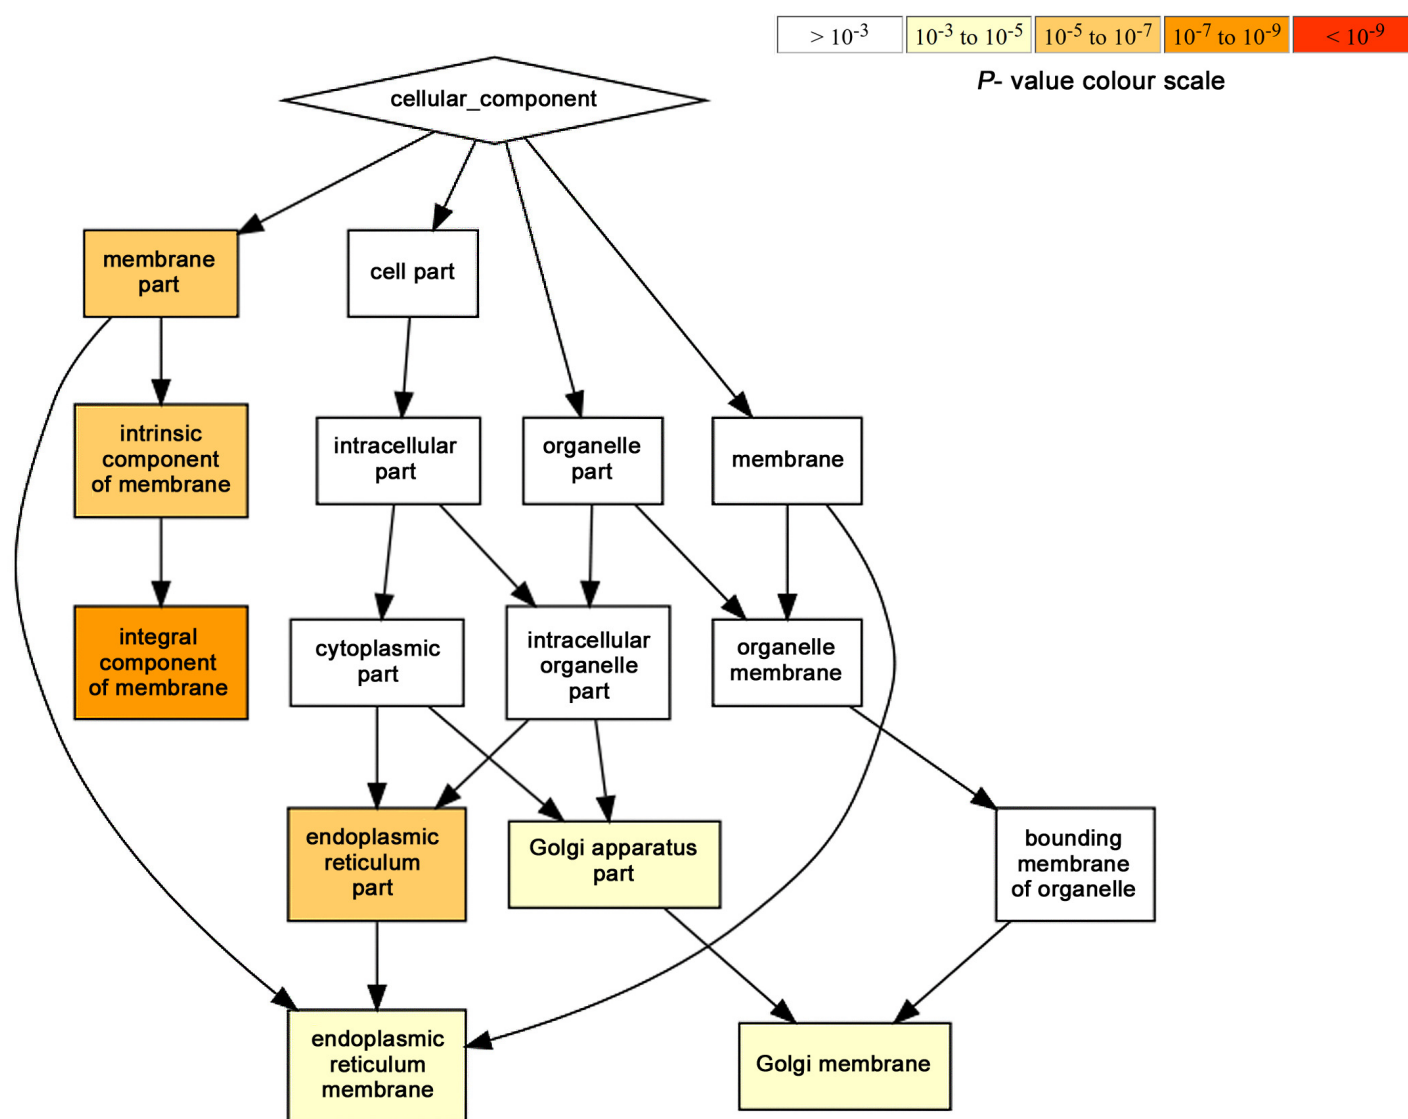 > 10⁻³ 10⁻³ to 10⁻⁵ 10⁻⁵ to 10⁻⁷ 10⁻⁷ to 10⁻⁹ < 10⁻⁹
P- value colour scale
cellular_component
membrane
part
cell part
intrinsic
component
of membrane
intracellular
part
organelle
part
membrane
integral
component
of membrane
cytoplasmic
part
intracellular
organelle
part
organelle
membrane
endoplasmic
reticulum
part
Golgi apparatus
part
bounding
membrane
of organelle
endoplasmic
reticulum
membrane
Golgi membrane